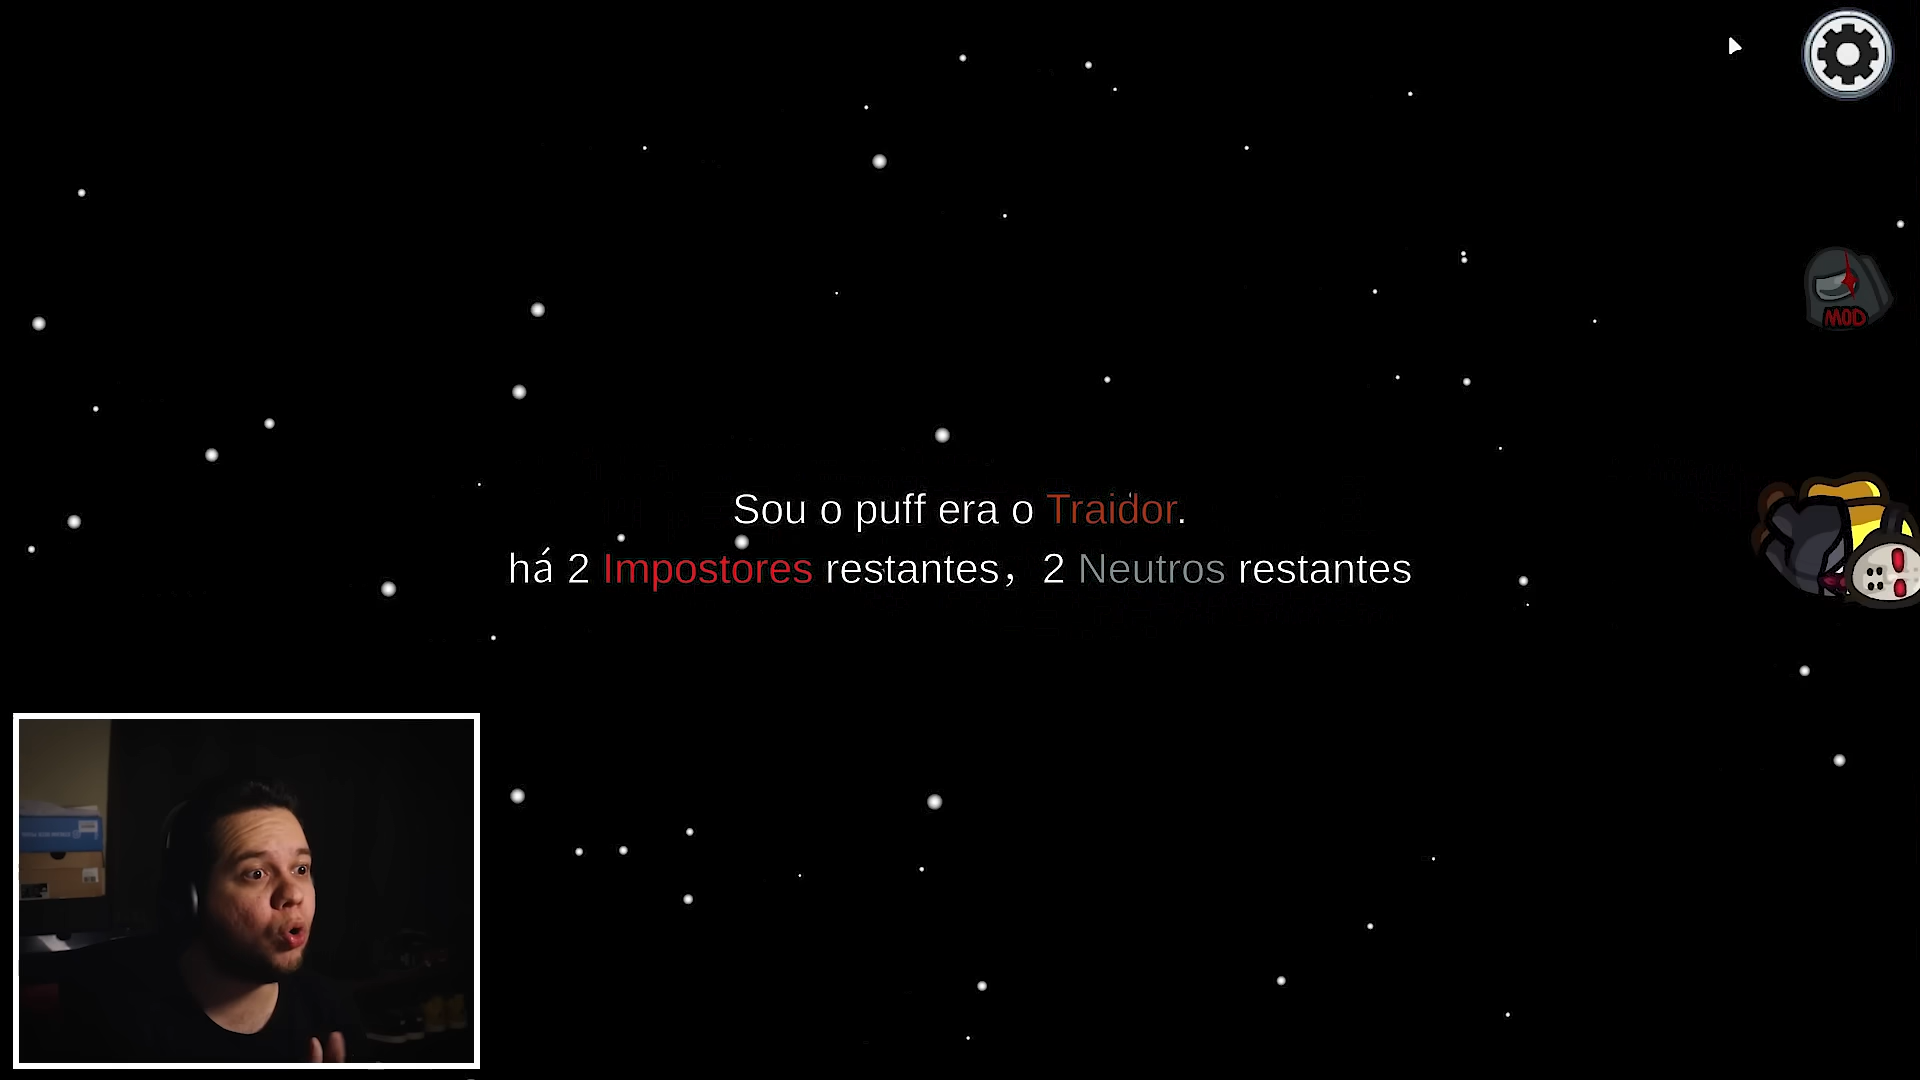 MOD
Sou o puff era o Traidor.
há 2 Impostores restantes, 2 Neutros restantes